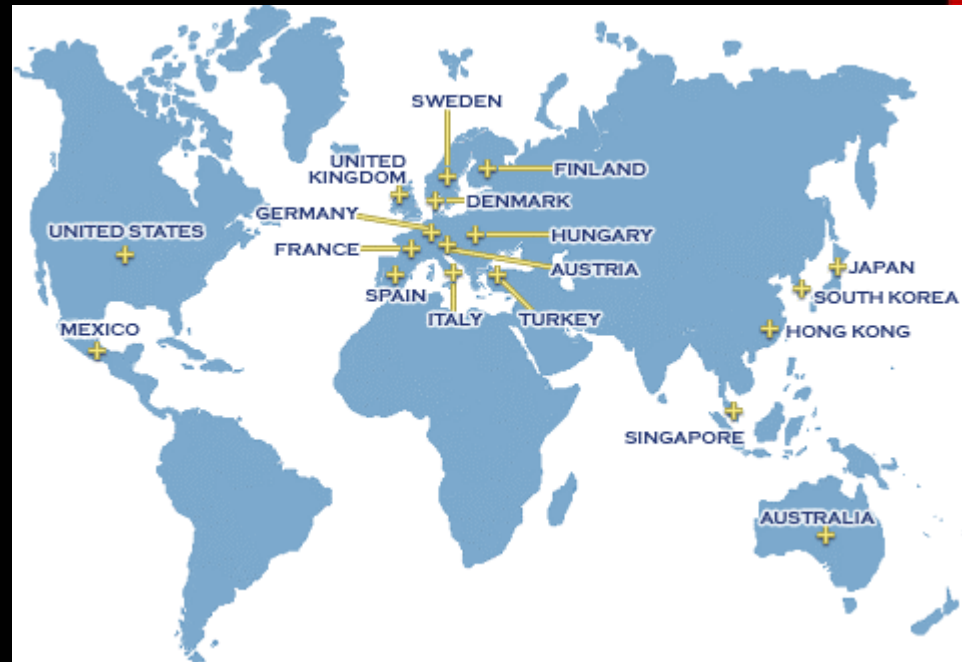 SWEDEN
UNITED
KINGDOM
FINLAND
DENMARK
GERMANY
UNITED STATES
HUNGARY
FRANCE
AUSTRIA
JAPAN
SPAIN
SOUTH KOREA
ITALY
TURKEY
MEXICO
HONG KONG
SINGAPORE
AUSTRALIA